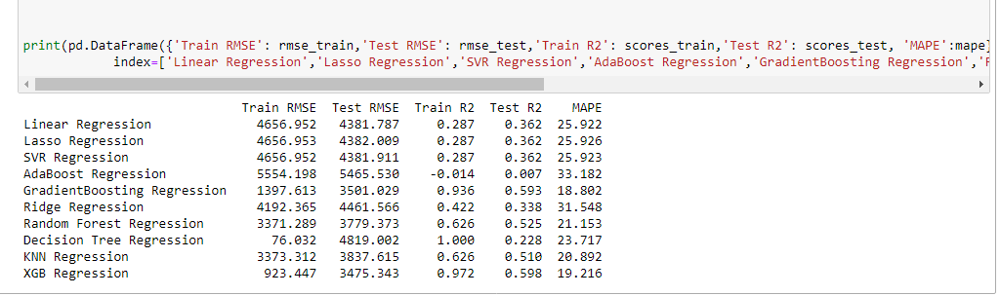 print(pd.DataFrame({'Train RMSE': rmse_train,'Test RMSE': rmse_test,'Train R2': scores_train,'Test R2': scores_test, 'MAPE':mape}
index=['Linear Regression','Lasso Regression','SVR Regression','AdaBoost Regression','GradientBoosting Regression','
Train RMSE Test RMSE Train R2 Test R2 MAPE
Linear Regression 4656.952 4381.787 0.287 0.362 25.922
Lasso Regression 4656.953 4382.009 0.287 0.362 25.926
SVR Regression 4656.952 4381.911 0.287 0.362 25.923
AdaBoost Regression 5554.198 5465.530 -0.014 0.007 33.182
GradientBoosting Regression 1397.613 3501.029 0.936 0.593 18.802
Ridge Regression 4192.365 4461.566 0.422 0.338 31.548
Random Forest Regression 3371.289 3779.373 0.626 0.525 21.153
Decision Tree Regression 76.032 4819.002 1.000 0.228 23.717
KNN Regression 3373.312 3837.615 0.626 0.510 20.892
XGB Regression 923.447 3475.343 0.972 0.598 19.216